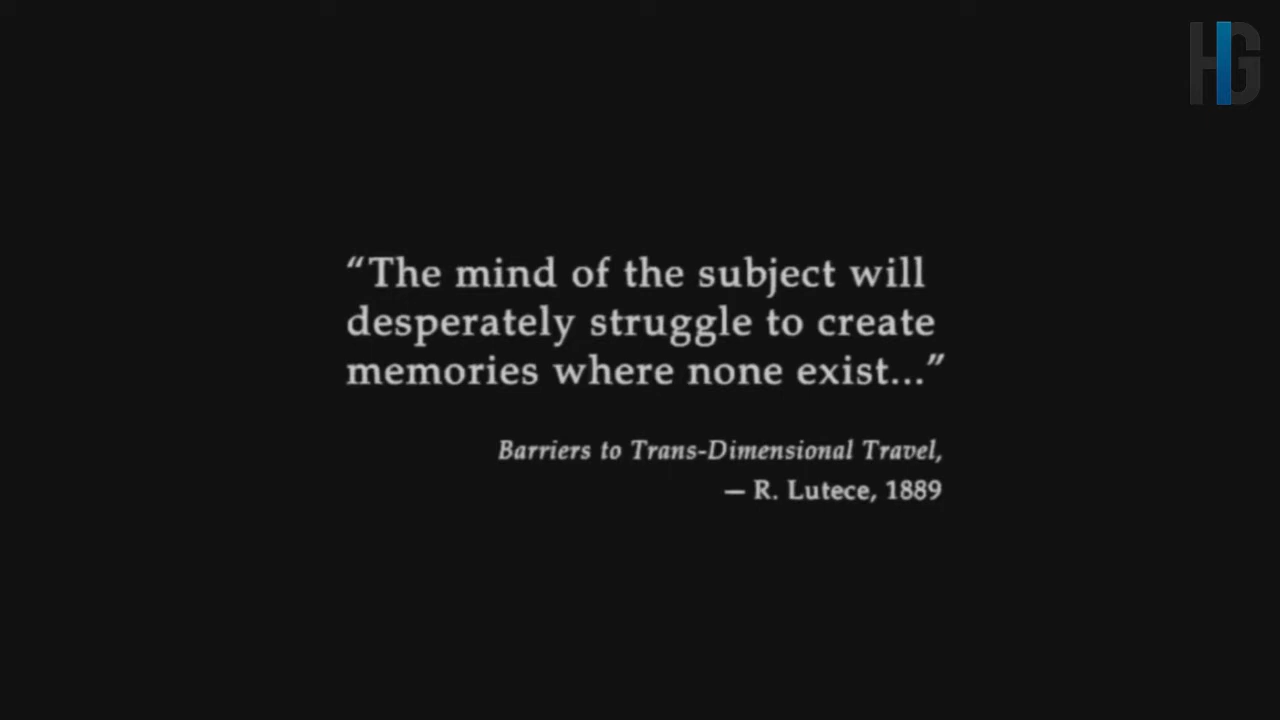 HG
“The mind of the subject will
desperately struggle to create
memories where none exist...”
Barriers to Trans-Dimensional Travel,
— R. Lutece, 1889